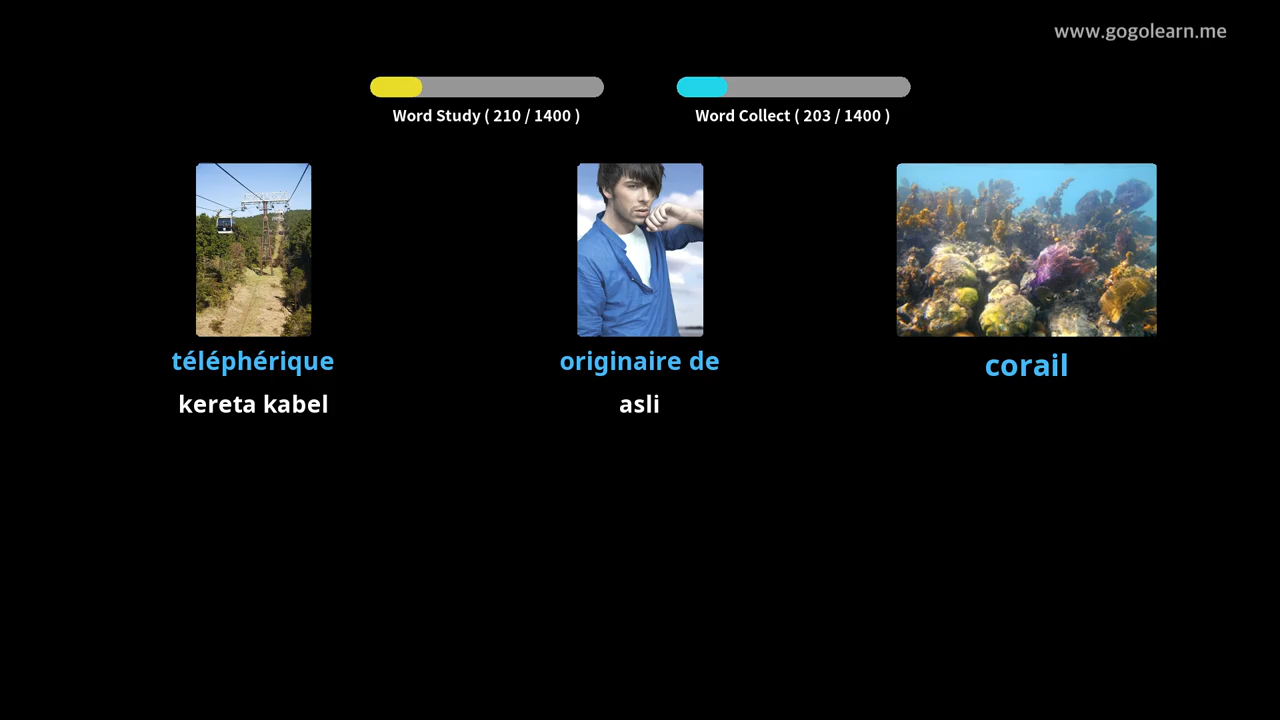 www.gogolearn.me
Word Study ( 210 / 1400 )
Word Collect ( 203 / 1400 )
téléphérique
originaire de
corail
kereta kabel
asli